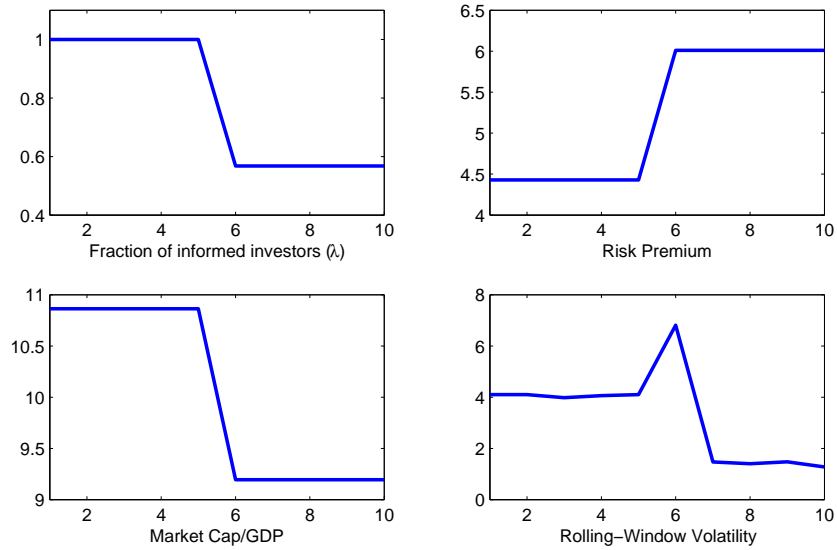 1
0.8
0.6
0.4
2 4 6 8 10
Fraction of informed investors (λ)
6.5
6
5.5
5
4.5
4
2 4 6 8 10
Risk Premium
11
10.5
10
9.5
9
2 4 6 8 10
Market Cap/GDP
8
6
4
2
0
2 4 6 8 10
Rolling−Window Volatility